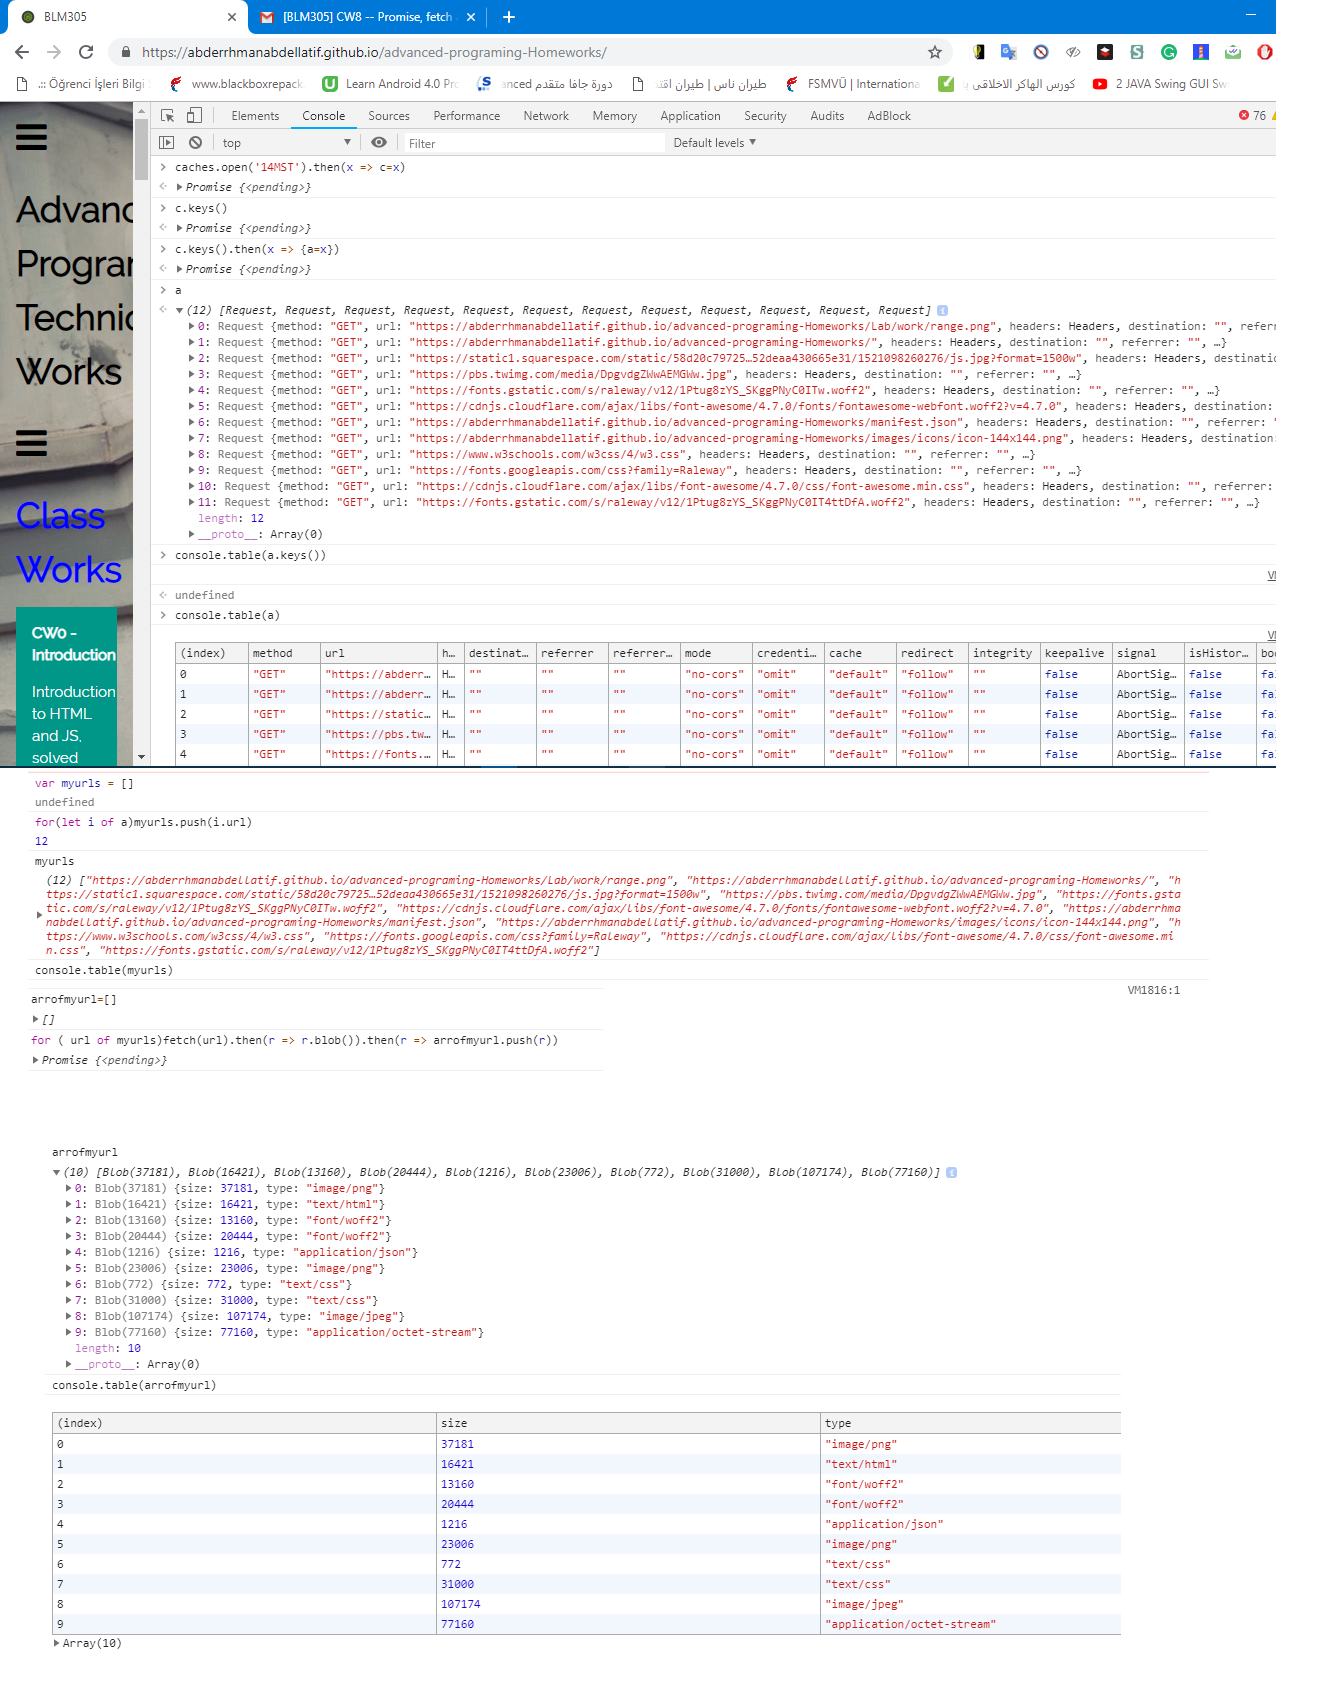 BLM305
[BLM305] CW8 -- Promise, fetch
https://abderrhmanabdellatif.github.io/advanced-programing-Homeworks/
.:: Öğrenci İşleri Bilgi
www.blackboxrepack
Learn Android 4.0 Pr
دورة جافا متقدم anced
طيران ناس | طيران اقت
FSMVÜ | Internationa
كورس الهاكر الاخلاقى
2 JAVA Swing GUI Sw
Elements Console Sources Performance Network Memory Application Security Audits AdBlock 76
top Filter Default levels
Advanc
Program
Technic
Works
Class
Works
CW0 -
Introduction
Introduction
to HTML
and JS,
solved
caches.open('14MST').then(x => c=x)
Promise {<pending>}
c.keys()
Promise {<pending>}
c.keys().then(x => {a=x})
Promise {<pending>}
a
(12) [Request, Request, Request, Request, Request, Request, Request, Request, Request, Request, Request, Request]
0: Request {method: "GET", url: "https://abderrhmanabdellatif.github.io/advanced-programing-Homeworks/Lab/work/range.png", headers: Headers, destination: "", referr
1: Request {method: "GET", url: "https://abderrhmanabdellatif.github.io/advanced-programing-Homeworks/", headers: Headers, destination: "", referrer: "", …}
2: Request {method: "GET", url: "https://static1.squarespace.com/static/58d20c79725…52deaa430665e31/1521098260276/js.jpg?format=1500w", headers: Headers, destinatio
3: Request {method: "GET", url: "https://pbs.twimg.com/media/DpgvdgZWwAEMGWw.jpg", headers: Headers, destination: "", referrer: "", …}
4: Request {method: "GET", url: "https://fonts.gstatic.com/s/raleway/v12/1Ptug8zYS_SKggPNyC0ITw.woff2", headers: Headers, destination: "", referrer: "", …}
5: Request {method: "GET", url: "https://cdnjs.cloudflare.com/ajax/libs/font-awesome/4.7.0/fonts/fontawesome-webfont.woff2?v=4.7.0", headers: Headers, destination:
6: Request {method: "GET", url: "https://abderrhmanabdellatif.github.io/advanced-programing-Homeworks/manifest.json", headers: Headers, destination: "", referrer: "
7: Request {method: "GET", url: "https://abderrhmanabdellatif.github.io/advanced-programing-Homeworks/images/icons/icon-144x144.png", headers: Headers, destination:
8: Request {method: "GET", url: "https://www.w3schools.com/w3css/4/w3.css", headers: Headers, destination: "", referrer: "", …}
9: Request {method: "GET", url: "https://fonts.googleapis.com/css?family=Raleway", headers: Headers, destination: "", referrer: "", …}
10: Request {method: "GET", url: "https://cdnjs.cloudflare.com/ajax/libs/font-awesome/4.7.0/css/font-awesome.min.css", headers: Headers, destination: "", referrer:
11: Request {method: "GET", url: "https://fonts.gstatic.com/s/raleway/v12/1Ptug8zYS_SKggPNyC0IT4ttDfA.woff2", headers: Headers, destination: "", referrer: "", …}
length: 12
__proto__: Array(0)
console.table(a.keys())
VM
undefined
console.table(a)
VM
(index) method url h… destinat… referrer referrer… mode credenti… cache redirect integrity keepalive signal isHistor… bod
0 "GET" "https://abderr… H… "" "" "" "no-cors" "omit" "default" "follow" "" false AbortSig… false fal
1 "GET" "https://abderr… H… "" "" "" "no-cors" "omit" "default" "follow" "" false AbortSig… false fal
2 "GET" "https://static… H… "" "" "" "no-cors" "omit" "default" "follow" "" false AbortSig… false fal
3 "GET" "https://pbs.tw… H… "" "" "" "no-cors" "omit" "default" "follow" "" false AbortSig… false fal
4 "GET" "https://fonts.… H… "" "" "" "no-cors" "omit" "default" "follow" "" false AbortSig… false fal
var myurls = []
undefined
for(let i of a)myurls.push(i.url)
12
myurls
(12) ["https://abderrhmanabdellatif.github.io/advanced-programing-Homeworks/Lab/work/range.png", "https://abderrhmanabdellatif.github.io/advanced-programing-Homeworks/", "h
ttps://static1.squarespace.com/static/58d20c79725…52deaa430665e31/1521098260276/js.jpg?format=1500w", "https://pbs.twimg.com/media/DpgvdgZWwAEMGWw.jpg", "https://fonts.gsta
tic.com/s/raleway/v12/1Ptug8zYS_SKggPNyC0ITw.woff2", "https://cdnjs.cloudflare.com/ajax/libs/font-awesome/4.7.0/fonts/fontawesome-webfont.woff2?v=4.7.0", "https://abderrhma
nabdellatif.github.io/advanced-programing-Homeworks/manifest.json", "https://abderrhmanabdellatif.github.io/advanced-programing-Homeworks/images/icons/icon-144x144.png", "h
ttps://www.w3schools.com/w3css/4/w3.css", "https://fonts.googleapis.com/css?family=Raleway", "https://cdnjs.cloudflare.com/ajax/libs/font-awesome/4.7.0/css/font-awesome.mi
n.css", "https://fonts.gstatic.com/s/raleway/v12/1Ptug8zYS_SKggPNyC0IT4ttDfA.woff2"]
console.table(myurls)
VM1816:1
arrofmyurl=[]
[]
for ( url of myurls)fetch(url).then(r => r.blob()).then(r => arrofmyurl.push(r))
Promise {<pending>}
arrofmyurl
(10) [Blob(37181), Blob(16421), Blob(13160), Blob(20444), Blob(1216), Blob(23006), Blob(772), Blob(31000), Blob(107174), Blob(77160)]
0: Blob(37181) {size: 37181, type: "image/png"}
1: Blob(16421) {size: 16421, type: "text/html"}
2: Blob(13160) {size: 13160, type: "font/woff2"}
3: Blob(20444) {size: 20444, type: "font/woff2"}
4: Blob(1216) {size: 1216, type: "application/json"}
5: Blob(23006) {size: 23006, type: "image/png"}
6: Blob(772) {size: 772, type: "text/css"}
7: Blob(31000) {size: 31000, type: "text/css"}
8: Blob(107174) {size: 107174, type: "image/jpeg"}
9: Blob(77160) {size: 77160, type: "application/octet-stream"}
length: 10
__proto__: Array(0)
console.table(arrofmyurl)
(index) size type
0 37181 "image/png"
1 16421 "text/html"
2 13160 "font/woff2"
3 20444 "font/woff2"
4 1216 "application/json"
5 23006 "image/png"
6 772 "text/css"
7 31000 "text/css"
8 107174 "image/jpeg"
9 77160 "application/octet-stream"
Array(10)